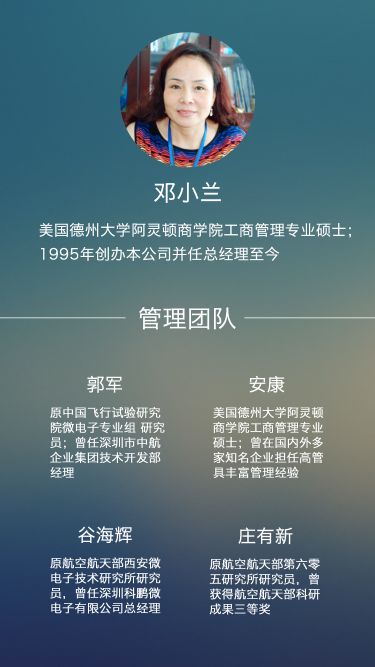 邓小兰
美国德州大学阿灵顿商学院工商管理专业硕士；
1995年创办本公司并任总经理至今
管理团队
郭军
原中国飞行试验研究
院微电子专业组 研究
员；曾任深圳市中航
企业集团技术开发部
经理
安康
美国德州大学阿灵顿
商学院工商管理专业
硕士；曾在国内外多
家知名企业担任高管
具丰富管理经验
谷海辉
原航空航天部西安微
电子技术研究所研究
员，曾任深圳科鹏微
电子有限公司总经理
庄有新
原航空航天部第六零
五研究所研究员，曾
获得航空航天部科研
成果三等奖